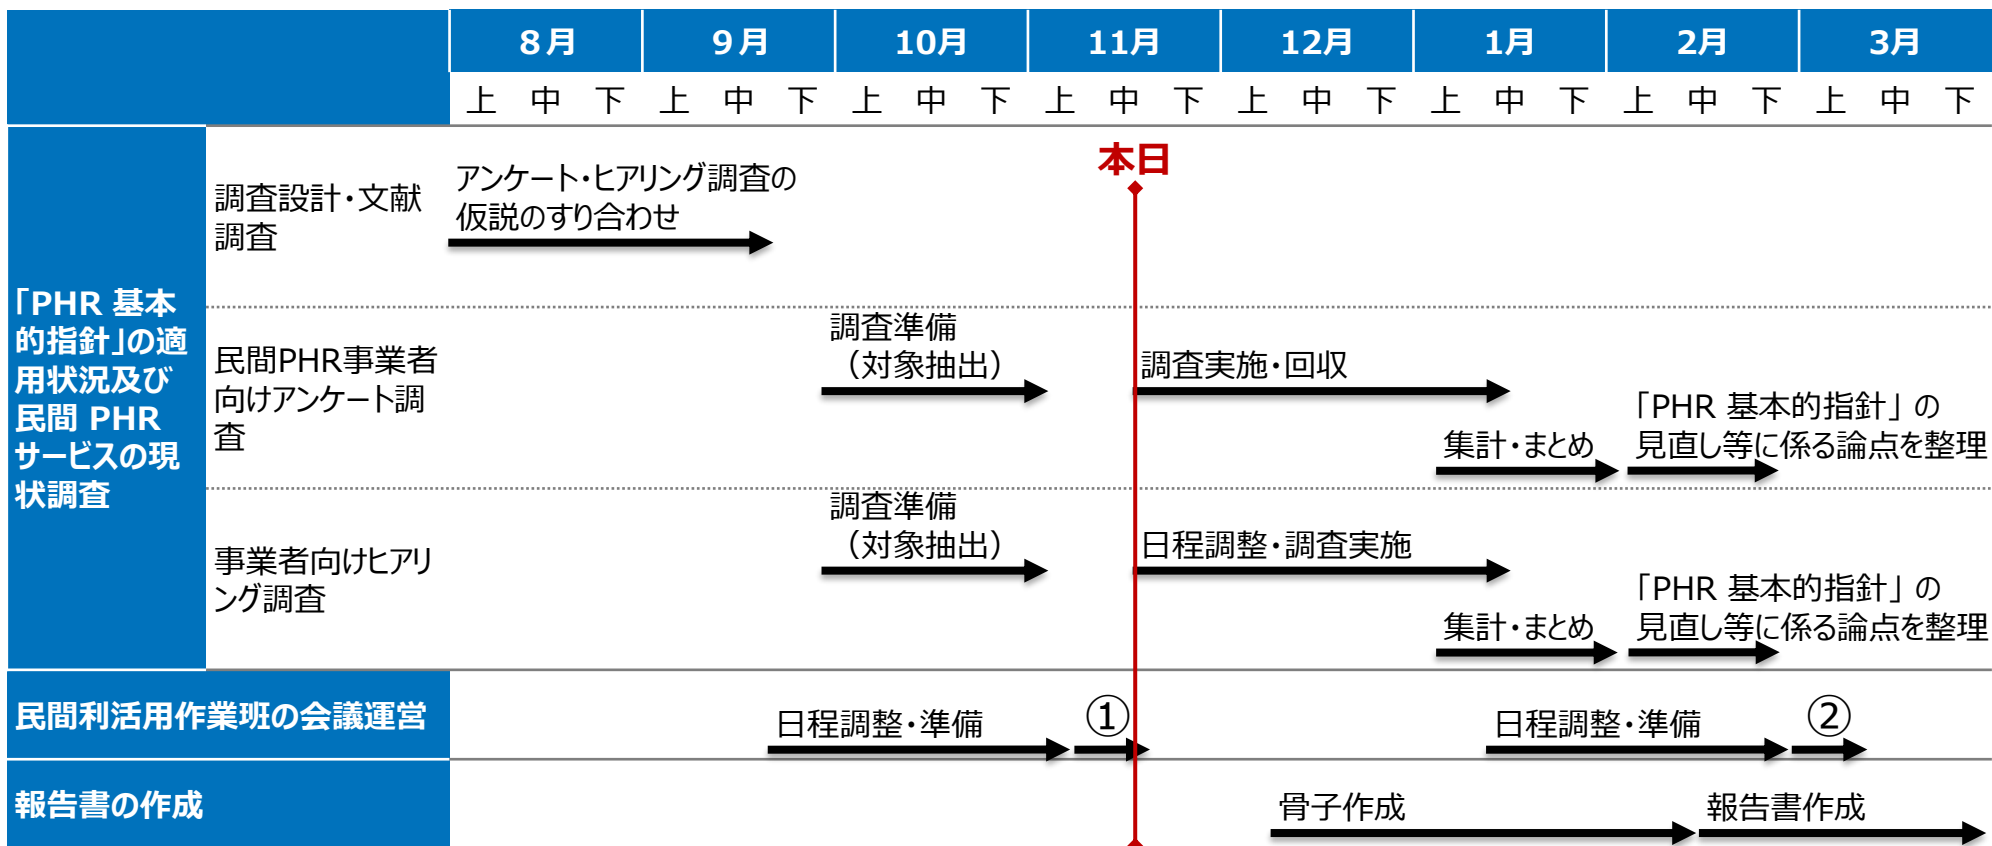 ８月 ９月 10月 11月 12月 1月 2月 3月
上 中 下 上 中 下 上 中 下 上 中 下 上 中 下 上 中 下 上 中 下 上 中 下
本日
「PHR 基本
的指針」の適
用状況及び
民間 PHR
サービスの現
状調査
調査設計・文献
調査
アンケート・ヒアリング調査の
仮説のすり合わせ
民間PHR事業者
向けアンケート調
査
調査準備
（対象抽出）
調査実施・回収
集計・まとめ
「PHR 基本的指針」の
見直し等に係る論点を整理
事業者向けヒアリ
ング調査
調査準備
（対象抽出）
日程調整・調査実施
集計・まとめ
「PHR 基本的指針」の
見直し等に係る論点を整理
民間利活用作業班の会議運営
日程調整・準備
①
日程調整・準備
②
報告書の作成
骨子作成
報告書作成